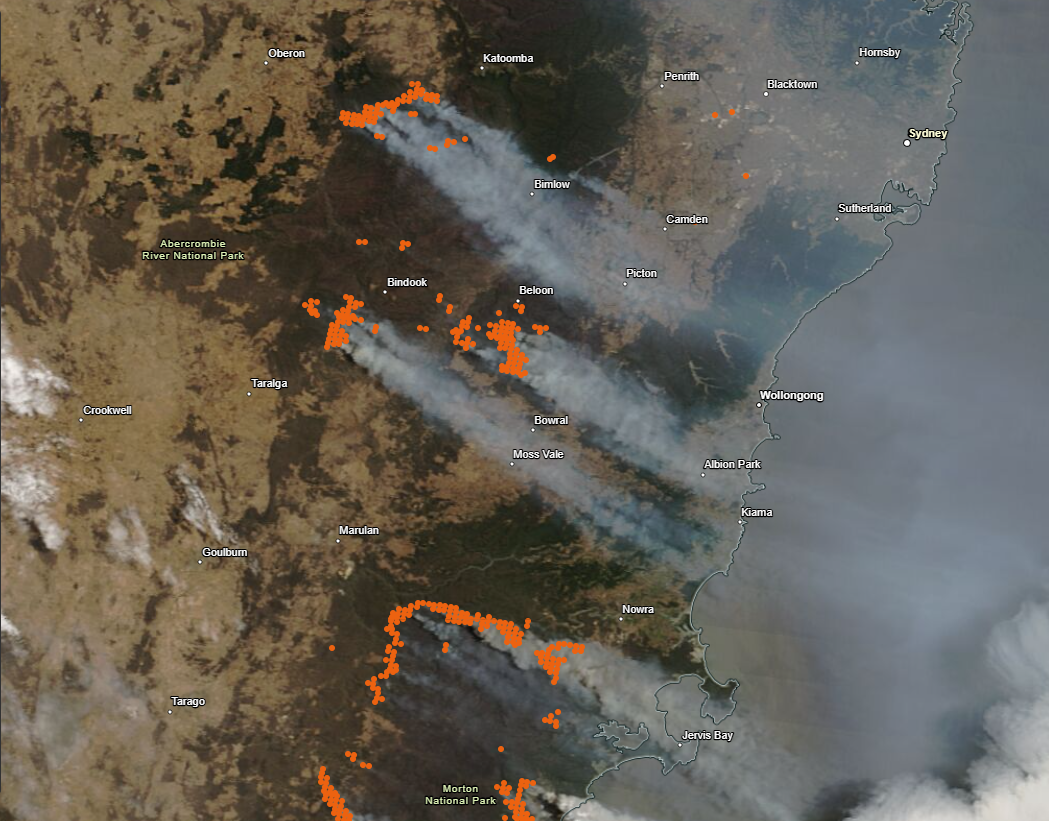 Oberon
Katoomba
Hornsby
Penrith
Blacktown
Sydney
Bimlow
Sutherland
Camden
Abercrombie
River National Park
Picton
Bindook
Beloon
Taralga
Wollongong
Crookwell
Bowral
Moss Vale
Albion Park
Kiama
Marulan
Goulburn
Nowra
Tarago
Jervis Bay
Morton
National Park